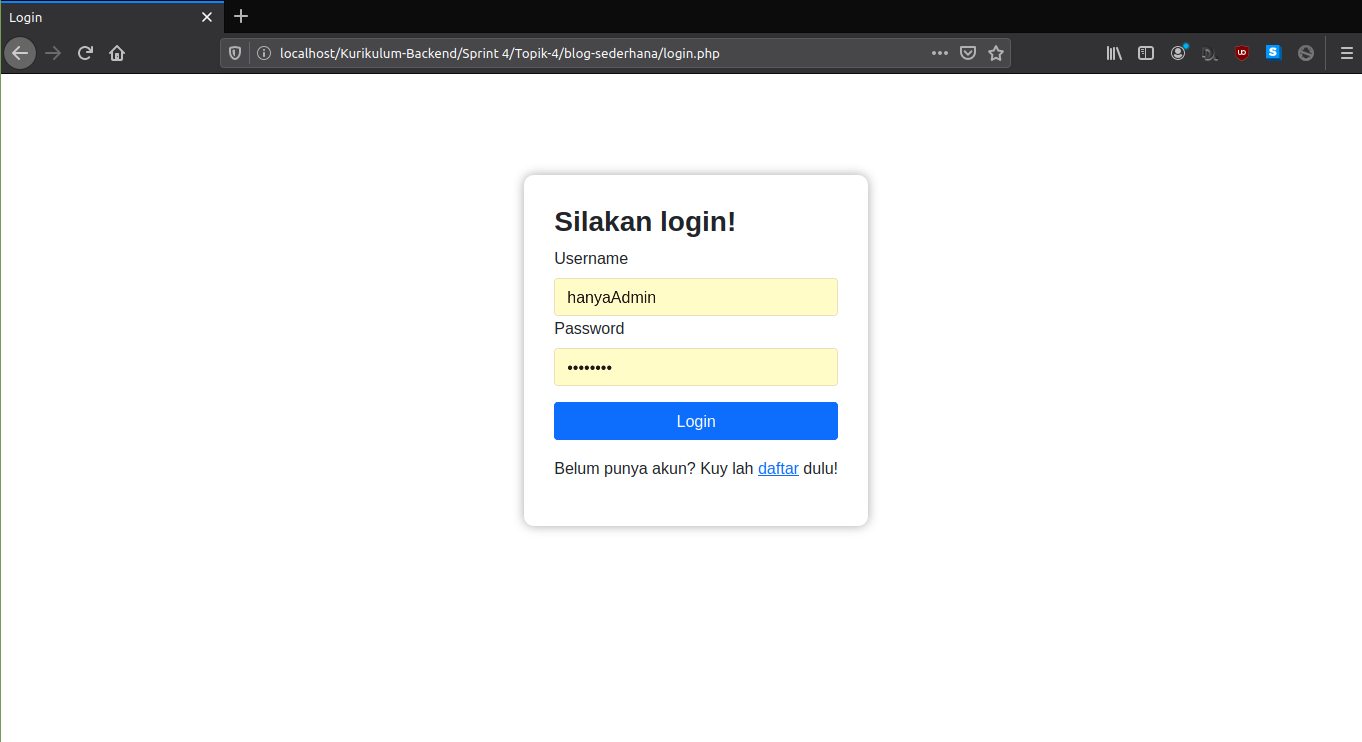 Login
localhost/Kurikulum-Backend/Sprint 4/Topik-4/blog-sederhana/login.php
Silakan login!
Username
hanyaAdmin
Password
••••••••
Login
Belum punya akun? Kuy lah daftar dulu!